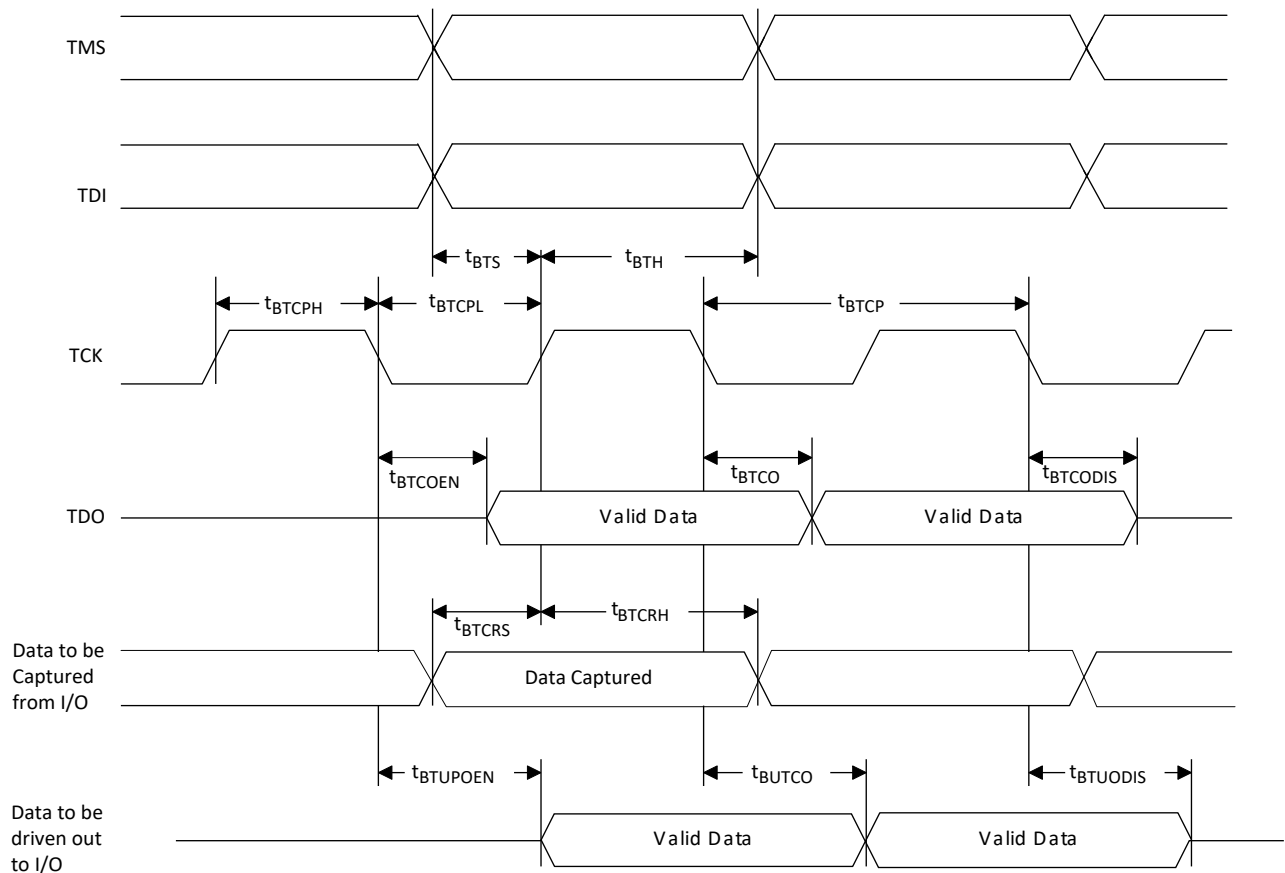 TMS
TDI
tBTS
tBTH
tBTCPH
tBTCPL
tBTCP
TCK
tBTCOEN
tBTCO
tBTCODIS
TDO
Valid Data
Valid Data
tBTCRS
tBTCRH
Data to be
Captured
from I/O
Data Captured
tBTUPOEN
tBUTCO
tBTUODIS
Data to be
driven out
to I/O
Valid Data
Valid Data